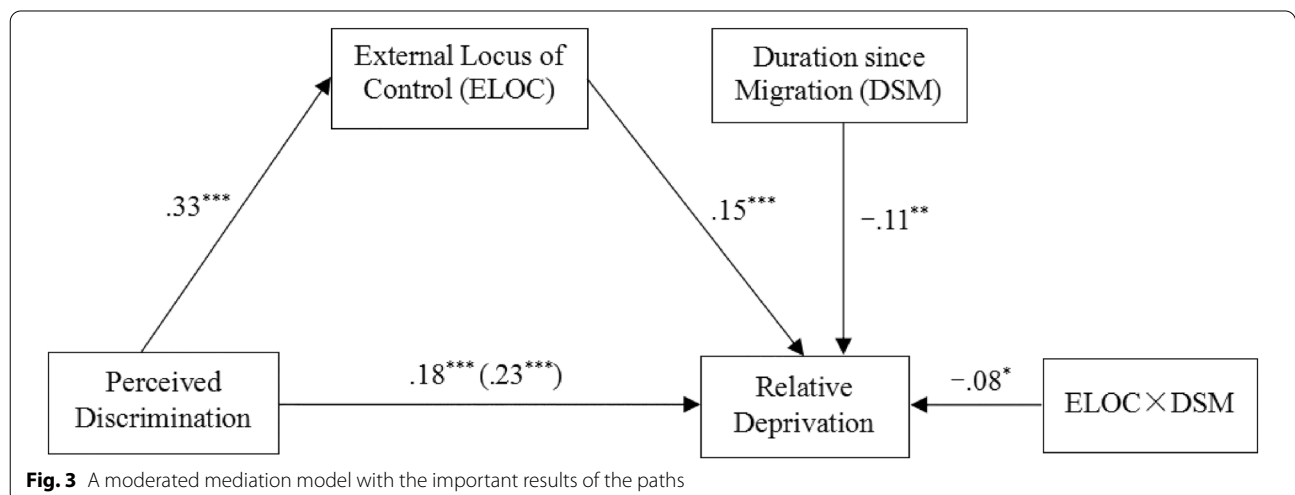 External Locus of
Control (ELOC)
Duration since
Migration (DSM)
.33***
.15***
−.11**
Perceived
Discrimination
.18*** (.23***)
Relative
Deprivation
−.08*
ELOC×DSM
Fig. 3 A moderated mediation model with the important results of the paths